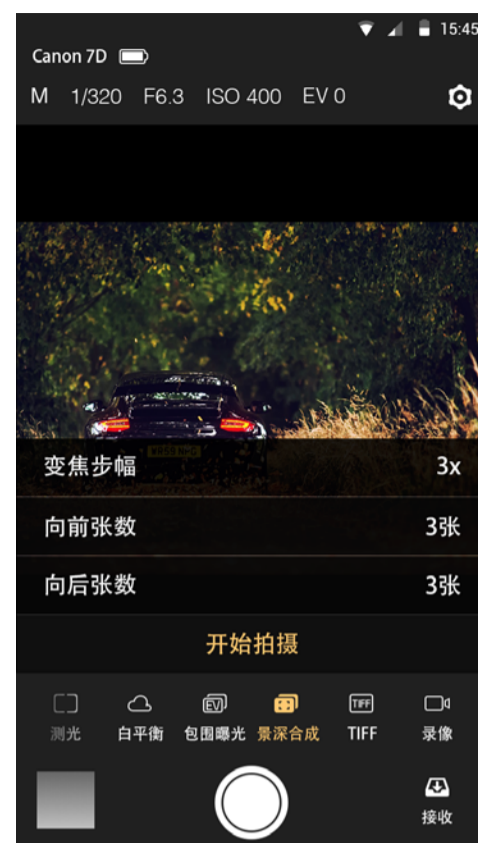 15:45
Canon 7D
M 1/320 F6.3 ISO 400 EV 0
变焦步幅 3x
向前张数 3张
向后张数 3张
开始拍摄
EV TIFF
测光 白平衡 包围曝光 景深合成 TIFF 录像
接收